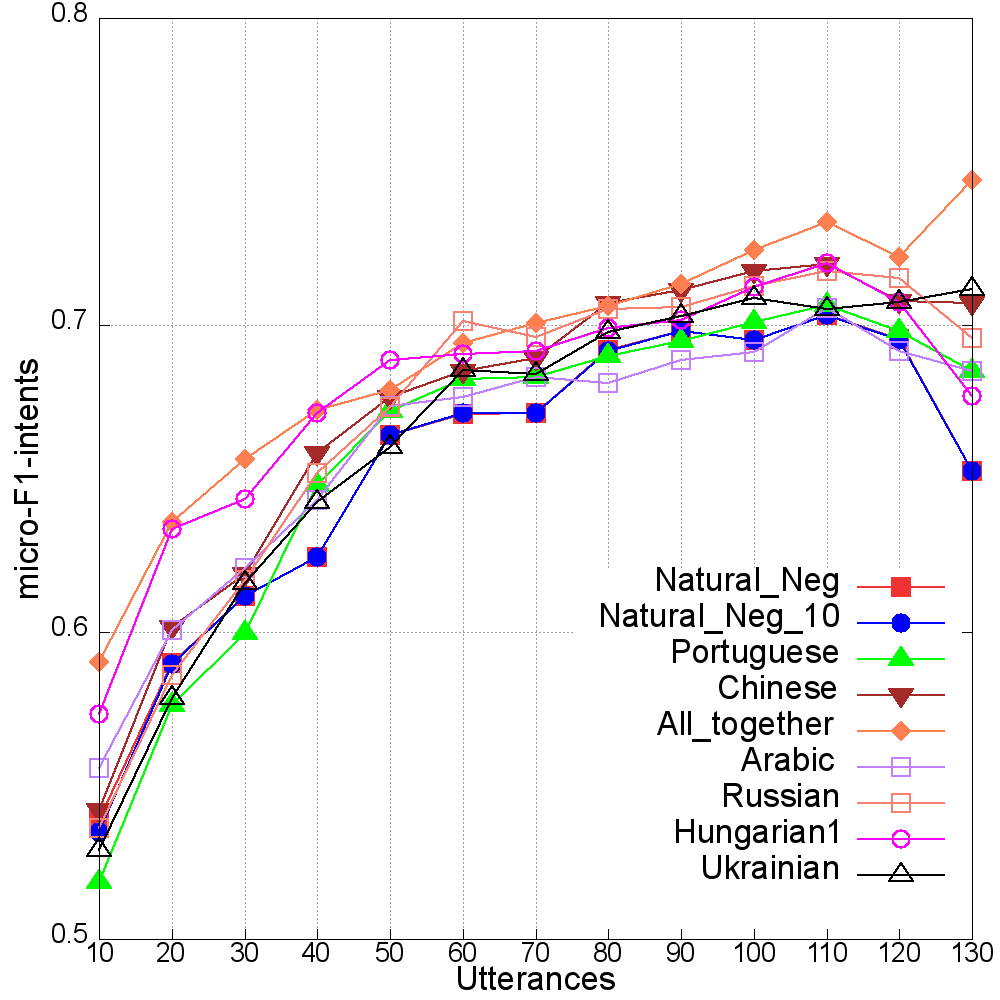 0.8
0.7
0.6
0.5
micro-F1-intents
Natural_Neg
Natural_Neg_10
Portuguese
Chinese
All_together
Arabic
Russian
Hungarian1
Ukrainian
10 20 30 40 50 60 70 80 90 100 110 120 130
Utterances